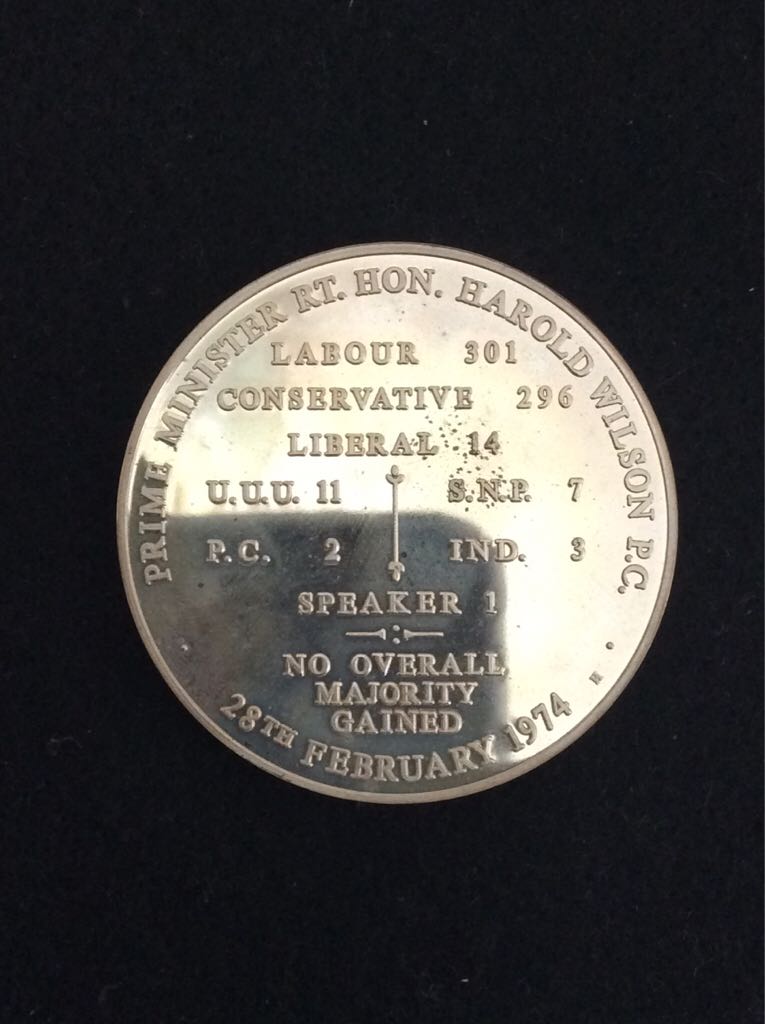 PRIME MINISTER RT. HON. HAROLD WILSON P.C.
LABOUR 301
CONSERVATIVE 296
LIBERAL 14
U.U.U. 11 S.N.P. 7
P.C. 2 IND. 3
SPEAKER 1
NO OVERALL
MAJORITY
GAINED
28TH FEBRUARY 1974